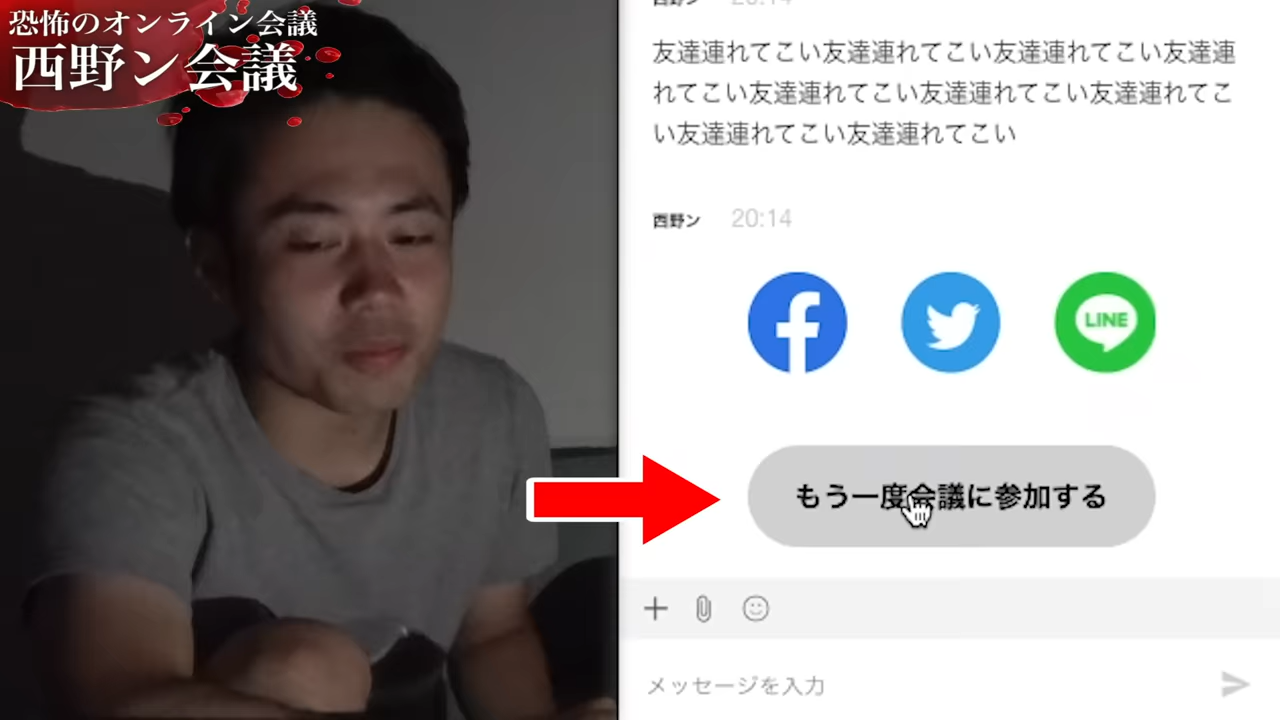 恐怖のオンライン会議
西野ン会議
西野ン 20:14
友達連れてこい友達連れてこい友達連れてこい友達連
れてこい友達連れてこい友達連れてこい友達連れてこ
い友達連れてこい友達連れてこい
西野ン 20:14
LINE
もう一度会議に参加する
メッセージを入力